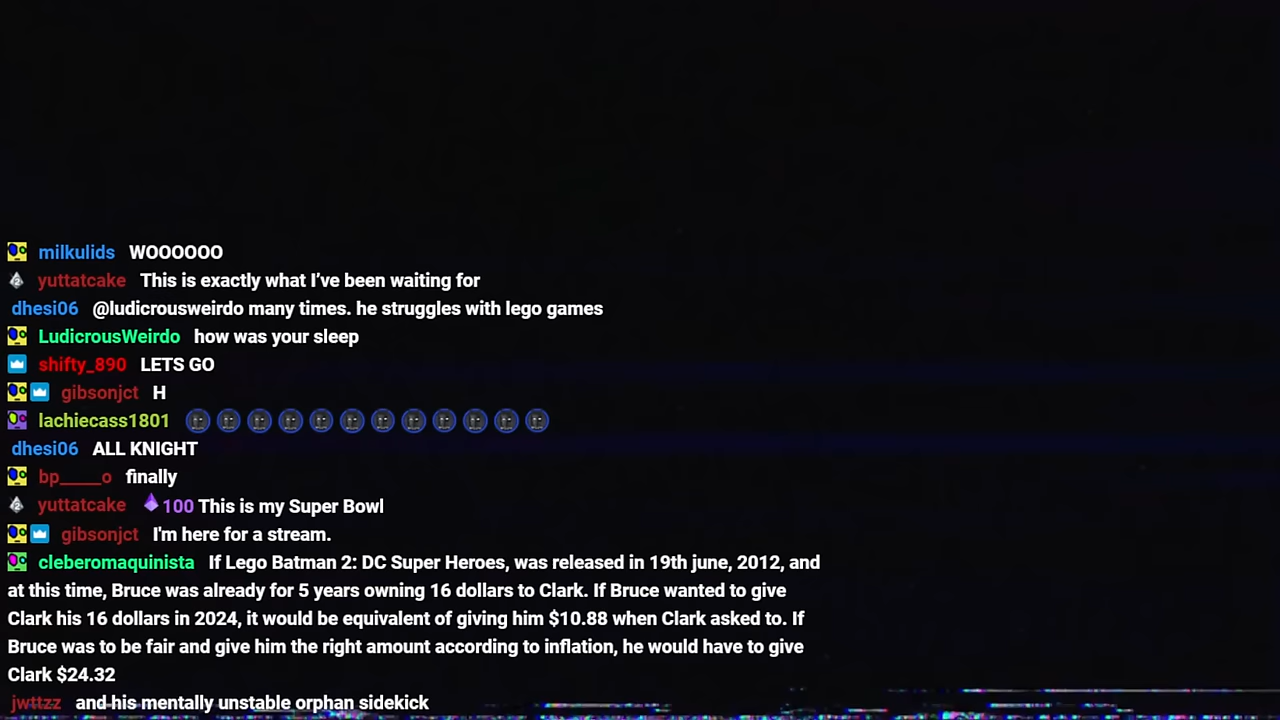 milkulids WOOOOOO
yuttatcake This is exactly what I’ve been waiting for
dhesi06 @ludicrousweirdo many times. he struggles with lego games
LudicrousWeirdo how was your sleep
shifty_890 LETS GO
gibsonjct H
lachiecass1801
dhesi06 ALL KNIGHT
bp_____o finally
yuttatcake 100 This is my Super Bowl
gibsonjct I'm here for a stream.
cleberomaquinista If Lego Batman 2: DC Super Heroes, was released in 19th june, 2012, and
at this time, Bruce was already for 5 years owning 16 dollars to Clark. If Bruce wanted to give
Clark his 16 dollars in 2024, it would be equivalent of giving him $10.88 when Clark asked to. If
Bruce was to be fair and give him the right amount according to inflation, he would have to give
Clark $24.32
jwttzz and his mentally unstable orphan sidekick